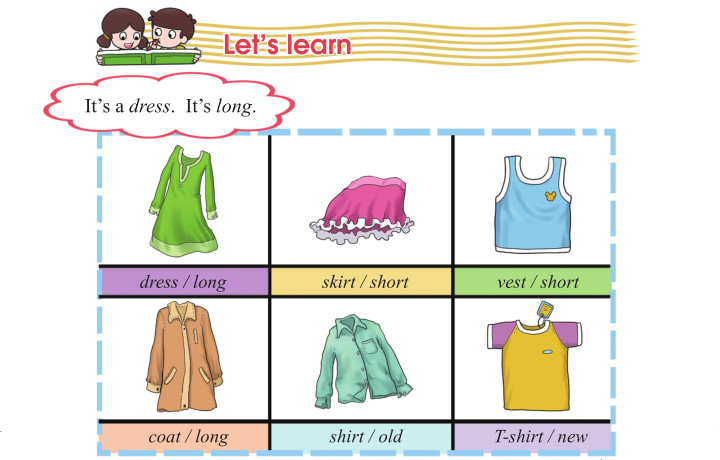 Let's learn
It's a dress. It's long.
dress / long
skirt / short
vest / short
coat / long
shirt / old
T-shirt / new